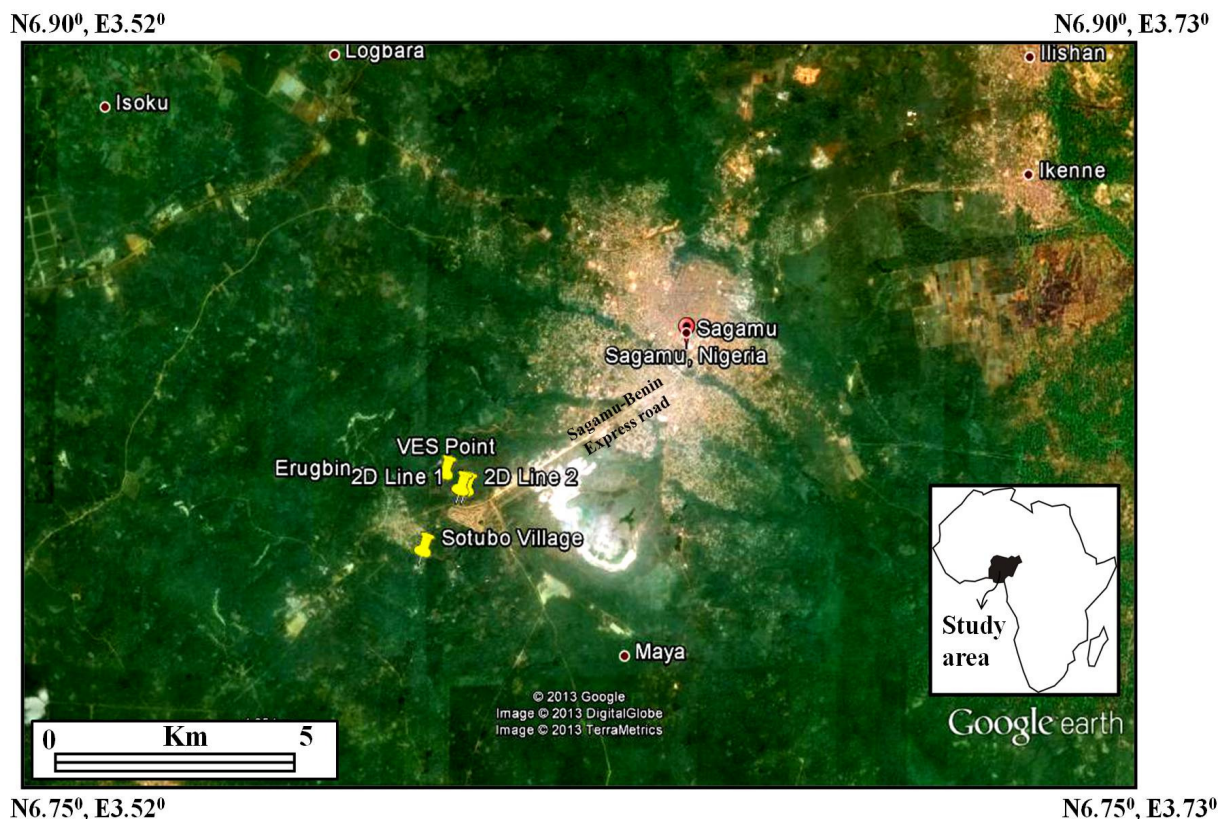 N6.90⁰, E3.52⁰
N6.90⁰, E3.73⁰
Logbara
Ilishan
Isoku
Ikenne
Sagamu
Sagamu, Nigeria
Sagamu-Benin
Express road
VES Point
Erugbin
2D Line 1
2D Line 2
Sotubo Village
Study
area
Maya
© 2013 Google
Image © 2013 DigitalGlobe
Image © 2013 TerraMetrics
Google earth
0 Km 5
N6.75⁰, E3.52⁰
N6.75⁰, E3.73⁰